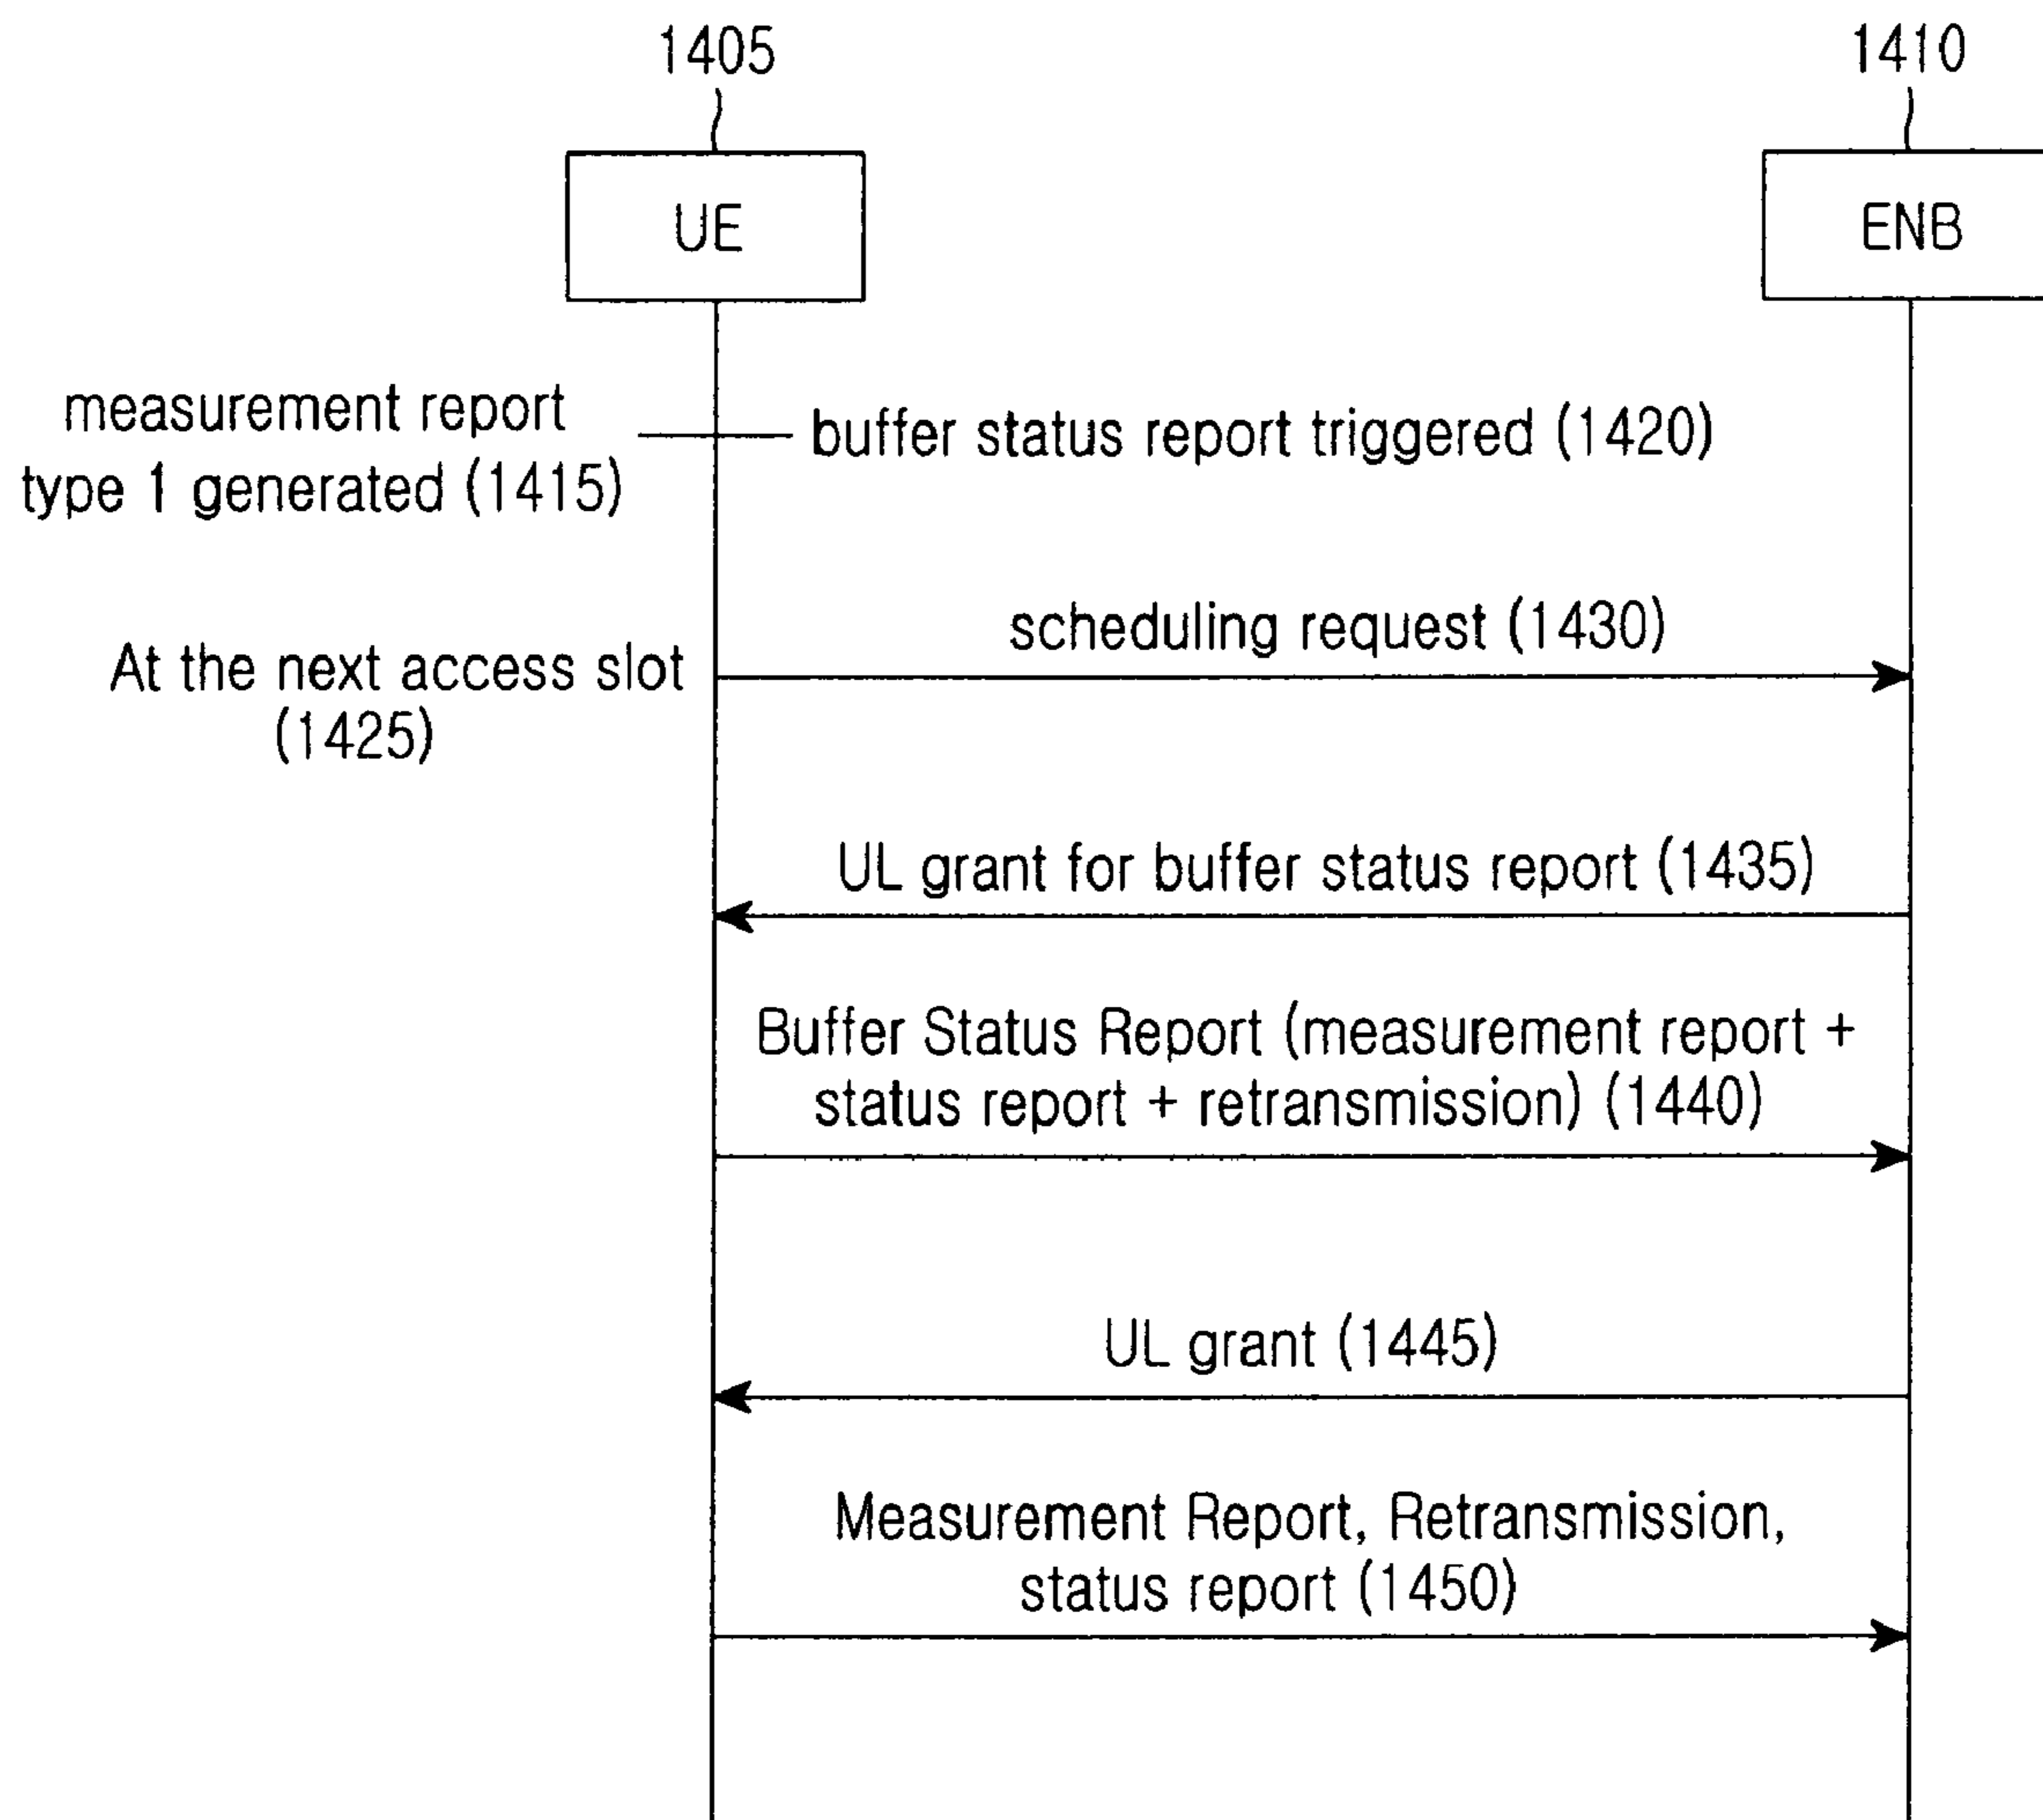 1405
1410
UE
ENB
measurement report
type 1 generated (1415)
buffer status report triggered (1420)
scheduling request (1430)
At the next access slot
(1425)
UL grant for buffer status report (1435)
Buffer Status Report (measurement report +
status report + retransmission) (1440)
UL grant (1445)
Measurement Report, Retransmission,
status report (1450)